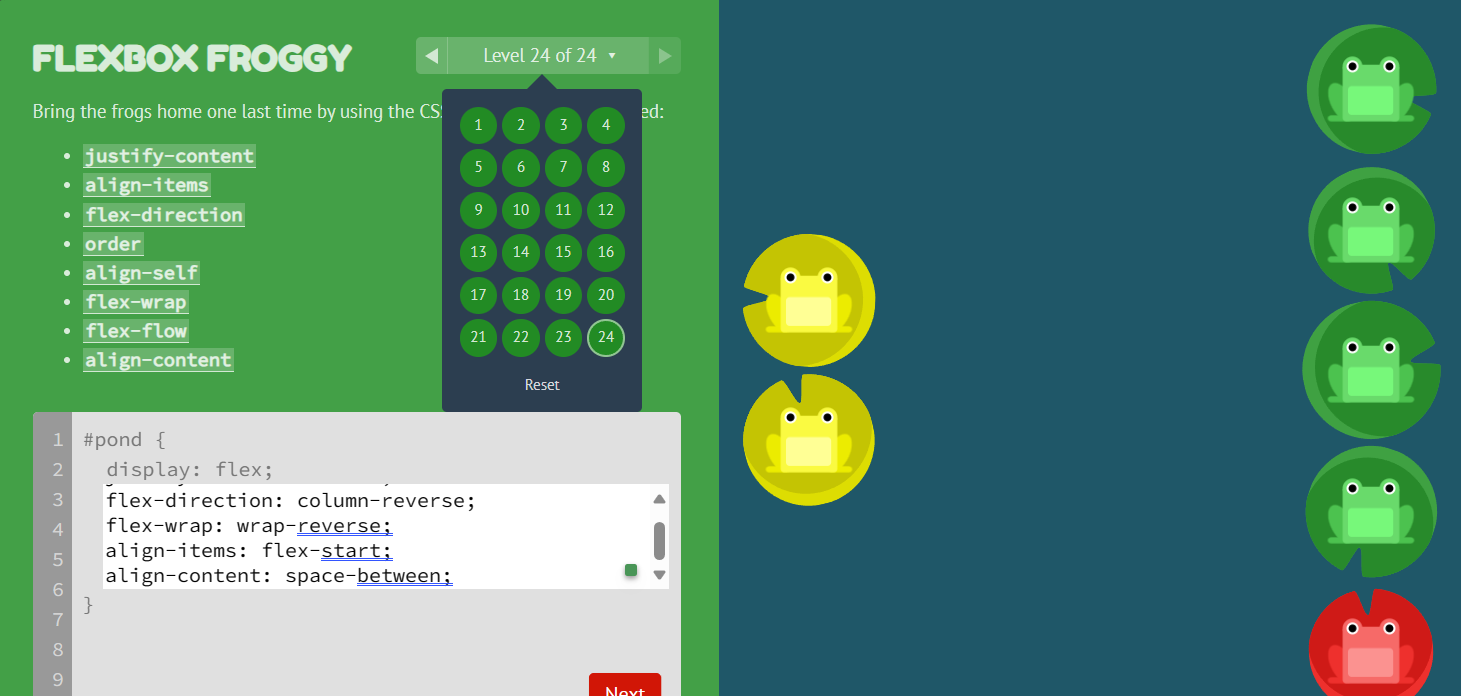 FLEXBOX FROGGY
Level 24 of 24
Bring the frogs home one last time by using the CS
ed:
justify-content
align-items
flex-direction
order
align-self
flex-wrap
flex-flow
align-content
1 2 3 4
5 6 7 8
9 10 11 12
13 14 15 16
17 18 19 20
21 22 23 24
Reset
1 #pond {
2 display: flex;
3 flex-direction: column-reverse;
4 flex-wrap: wrap-reverse;
5 align-items: flex-start;
6 align-content: space-between;
7 }
8
9
Next